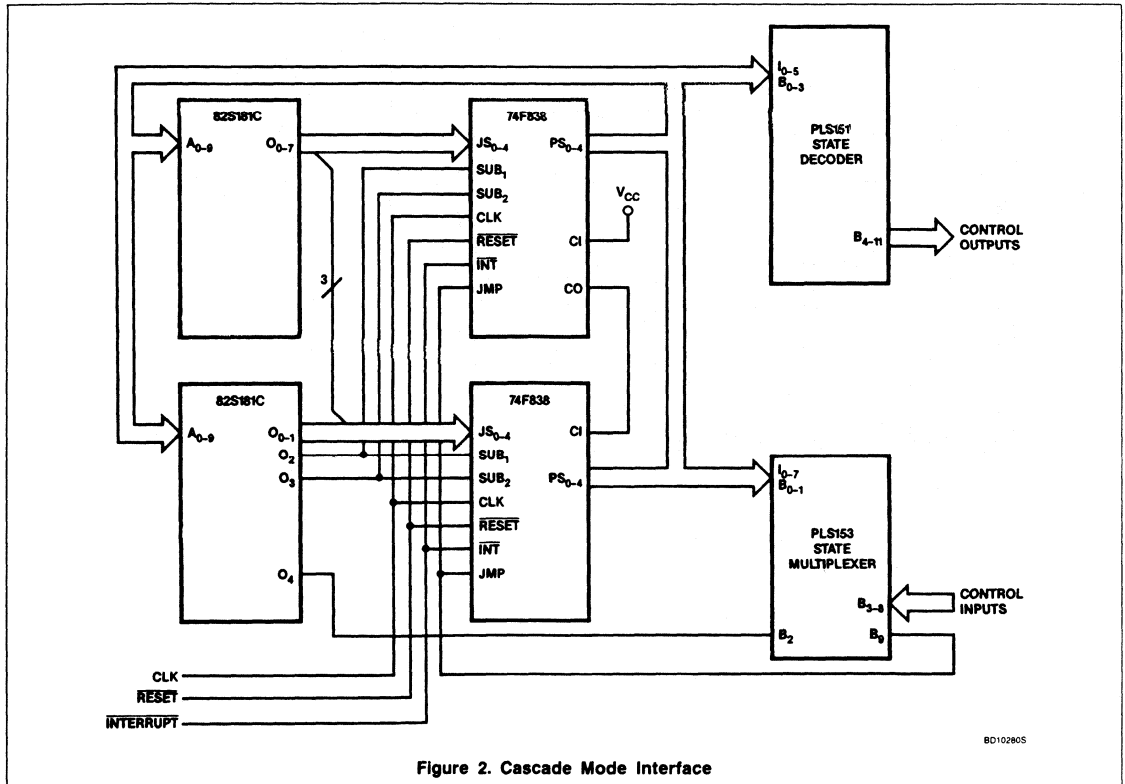 82S181C
A0–9
O0–7
3
74F838
JS0–4
SUB1
SUB2
CLK
RESET
INT
JMP
PS0–4
CI
CO
VCC
PLS151
STATE
DECODER
I0–5
B0–3
B4–11
CONTROL
OUTPUTS
82S181C
A0–9
O0–1
O2
O3
O4
74F838
JS0–4
SUB1
SUB2
CLK
RESET
INT
JMP
CI
PS0–4
I0–7
B0–1
PLS153
STATE
MULTIPLEXER
B3–8
B2
B9
CONTROL
INPUTS
CLK
RESET
INTERRUPT
BD10280S
Figure 2. Cascade Mode Interface